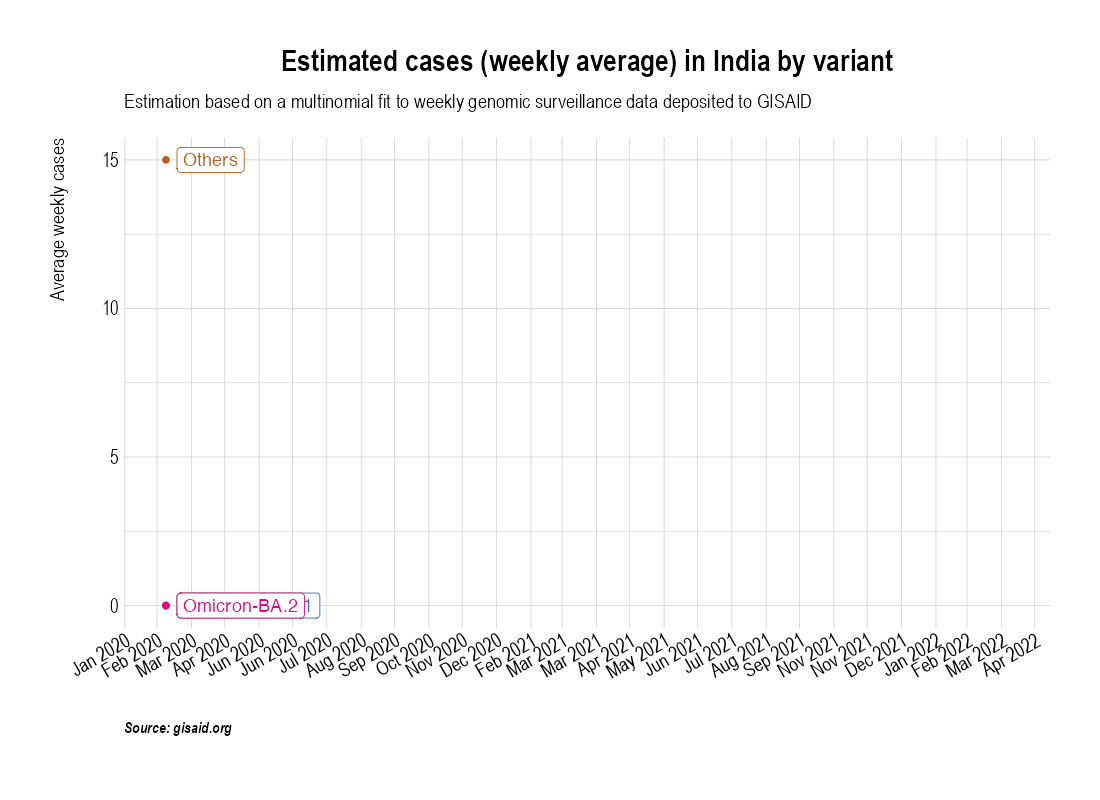 Estimated cases (weekly average) in India by variant
Estimation based on a multinomial fit to weekly genomic surveillance data deposited to GISAID
Average weekly cases
15
Others
10
5
0
Omicron-BA.2
1
Jan 2020
Feb 2020
Mar 2020
Apr 2020
Jun 2020
Jun 2020
Jul 2020
Aug 2020
Sep 2020
Oct 2020
Nov 2020
Dec 2020
Feb 2021
Mar 2021
Mar 2021
Apr 2021
May 2021
Jun 2021
Jul 2021
Aug 2021
Sep 2021
Nov 2021
Nov 2021
Dec 2021
Jan 2022
Feb 2022
Mar 2022
Apr 2022
Source: gisaid.org